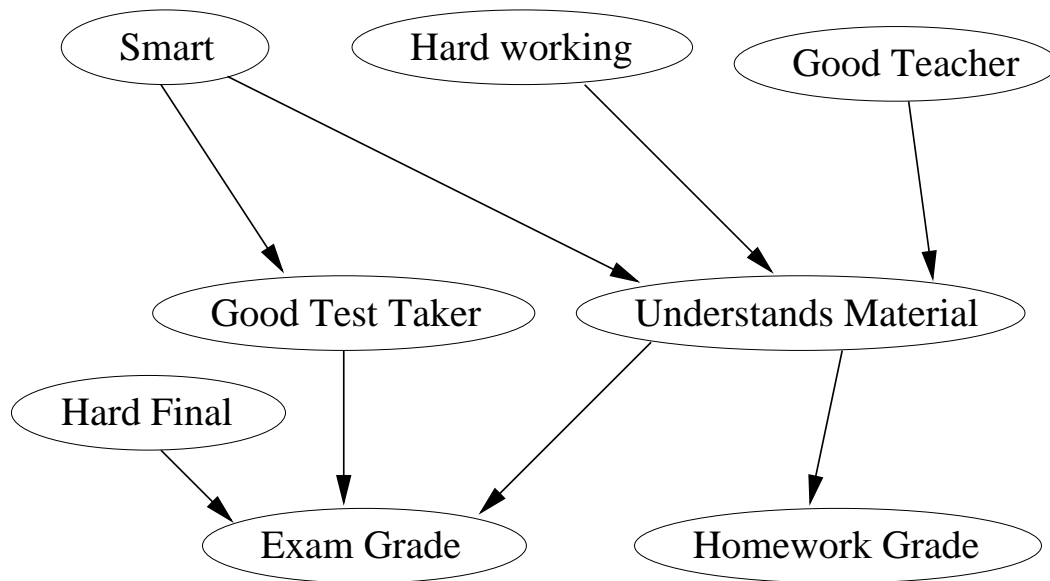 Smart
Hard working
Good Teacher
Good Test Taker
Understands Material
Hard Final
Exam Grade
Homework Grade